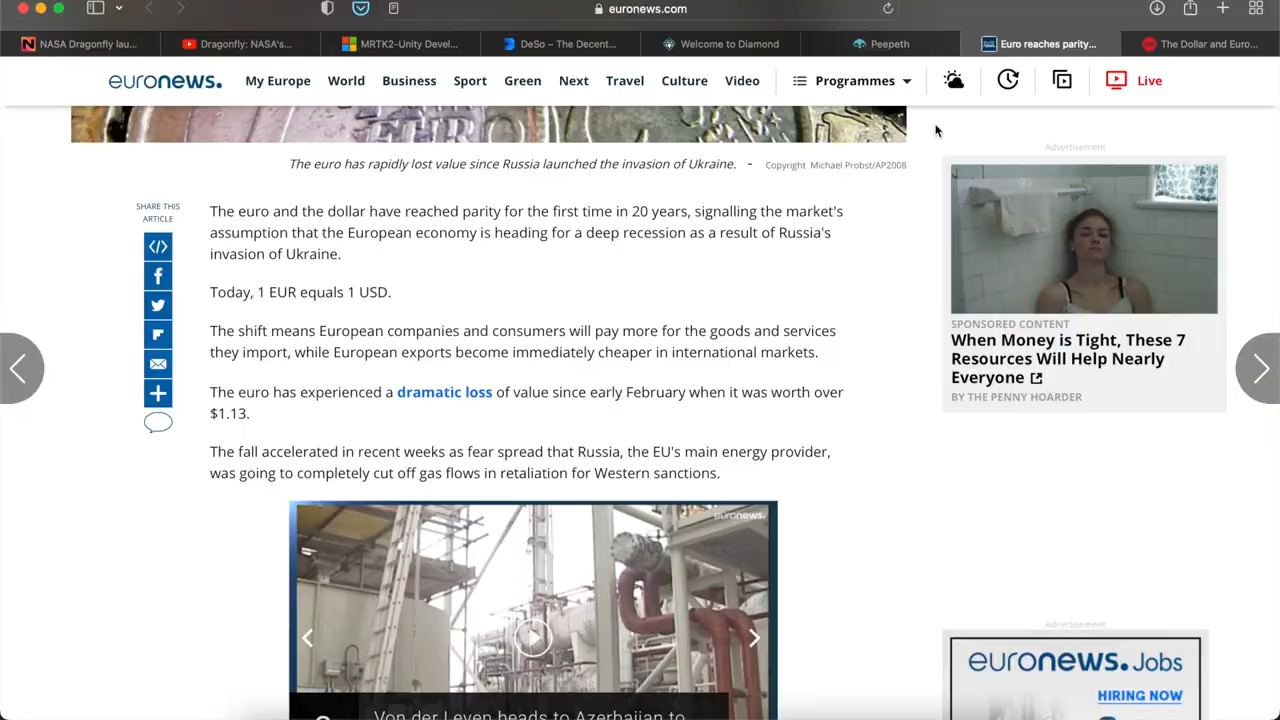 euronews.com
NASA Dragonfly lau...
Dragonfly: NASA's...
MRTK2-Unity Devel...
DeSo – The Decent...
Welcome to Diamond
Peepeth
Euro reaches parity...
The Dollar and Euro...
euronews.
My Europe
World
Business
Sport
Green
Next
Travel
Culture
Video
Programmes
Live
The euro has rapidly lost value since Russia launched the invasion of Ukraine. - Copyright Michael Probst/AP2008
Advertisement
SHARE THIS
ARTICLE
The euro and the dollar have reached parity for the first time in 20 years, signalling the market's
assumption that the European economy is heading for a deep recession as a result of Russia's
invasion of Ukraine.
Today, 1 EUR equals 1 USD.
The shift means European companies and consumers will pay more for the goods and services
they import, while European exports become immediately cheaper in international markets.
The euro has experienced a dramatic loss of value since early February when it was worth over
$1.13.
The fall accelerated in recent weeks as fear spread that Russia, the EU's main energy provider,
was going to completely cut off gas flows in retaliation for Western sanctions.
euronews.
Von der Leyen heads to Azerbaijan to
SPONSORED CONTENT
When Money is Tight, These 7
Resources Will Help Nearly
Everyone
BY THE PENNY HOARDER
Advertisement
euronews.Jobs
HIRING NOW